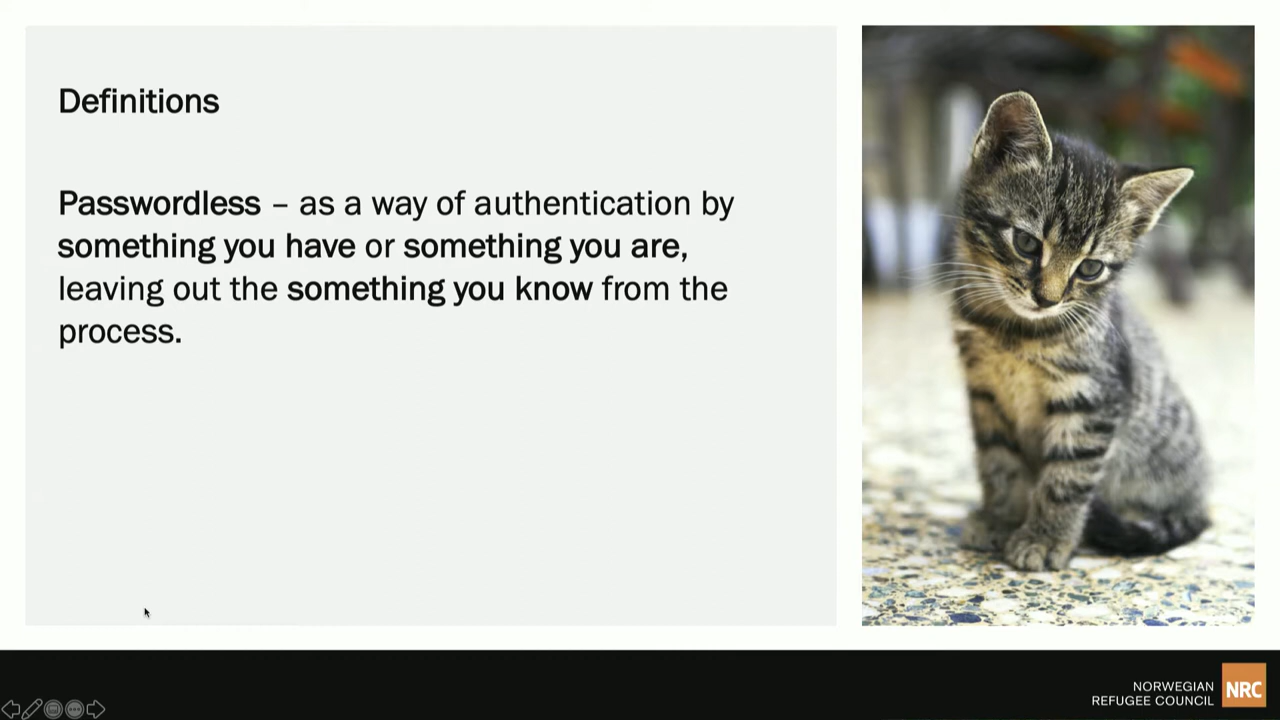 Definitions
Passwordless – as a way of authentication by
something you have or something you are,
leaving out the something you know from the
process.
NORWEGIAN
REFUGEE COUNCIL
NRC